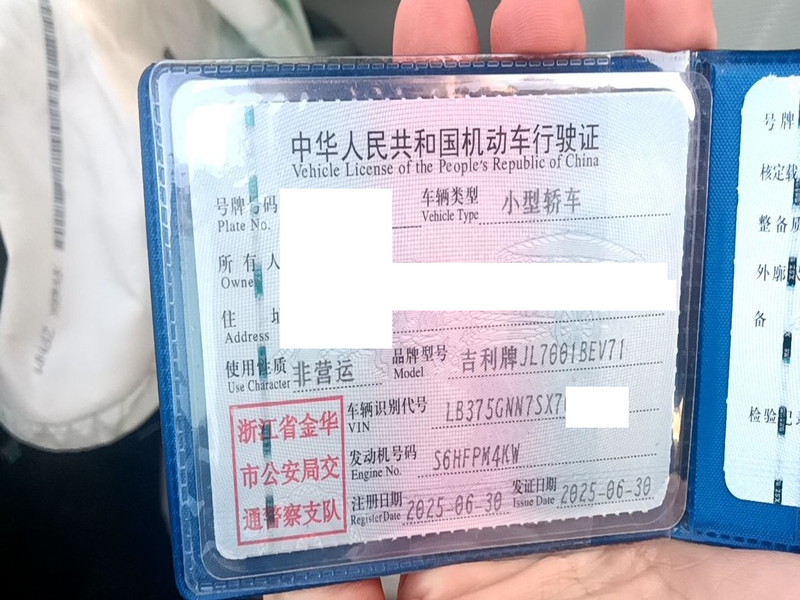 中华人民共和国机动车行驶证
Vehicle License of the People's Republic of China
号牌号码
Plate No.
车辆类型 小型轿车
Vehicle Type
所有人
Owne
住
Address
使用性质 非营运
Use Character
品牌型号 吉利牌JL7001BEV71
Model
车辆识别代号 LB375GNN7SX7
VIN
发动机号码 S6HFPM4KW
Engine No.
注册日期 2025-06-30
Register Date
发证日期 2025-06-30
Issue Date
浙江省金华
市公安局交
通警察支队
号牌
核定载
整备质
外廓
备
检验记